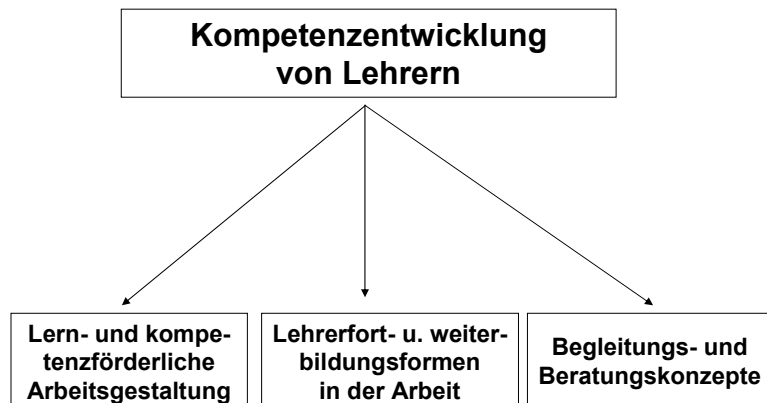 Kompetenzentwicklung
von Lehrern
Lern- und kompe-
tenzförderliche
Arbeitsgestaltung
Lehrerfort- u. weiter-
bildungsformen
in der Arbeit
Begleitungs- und
Beratungskonzepte